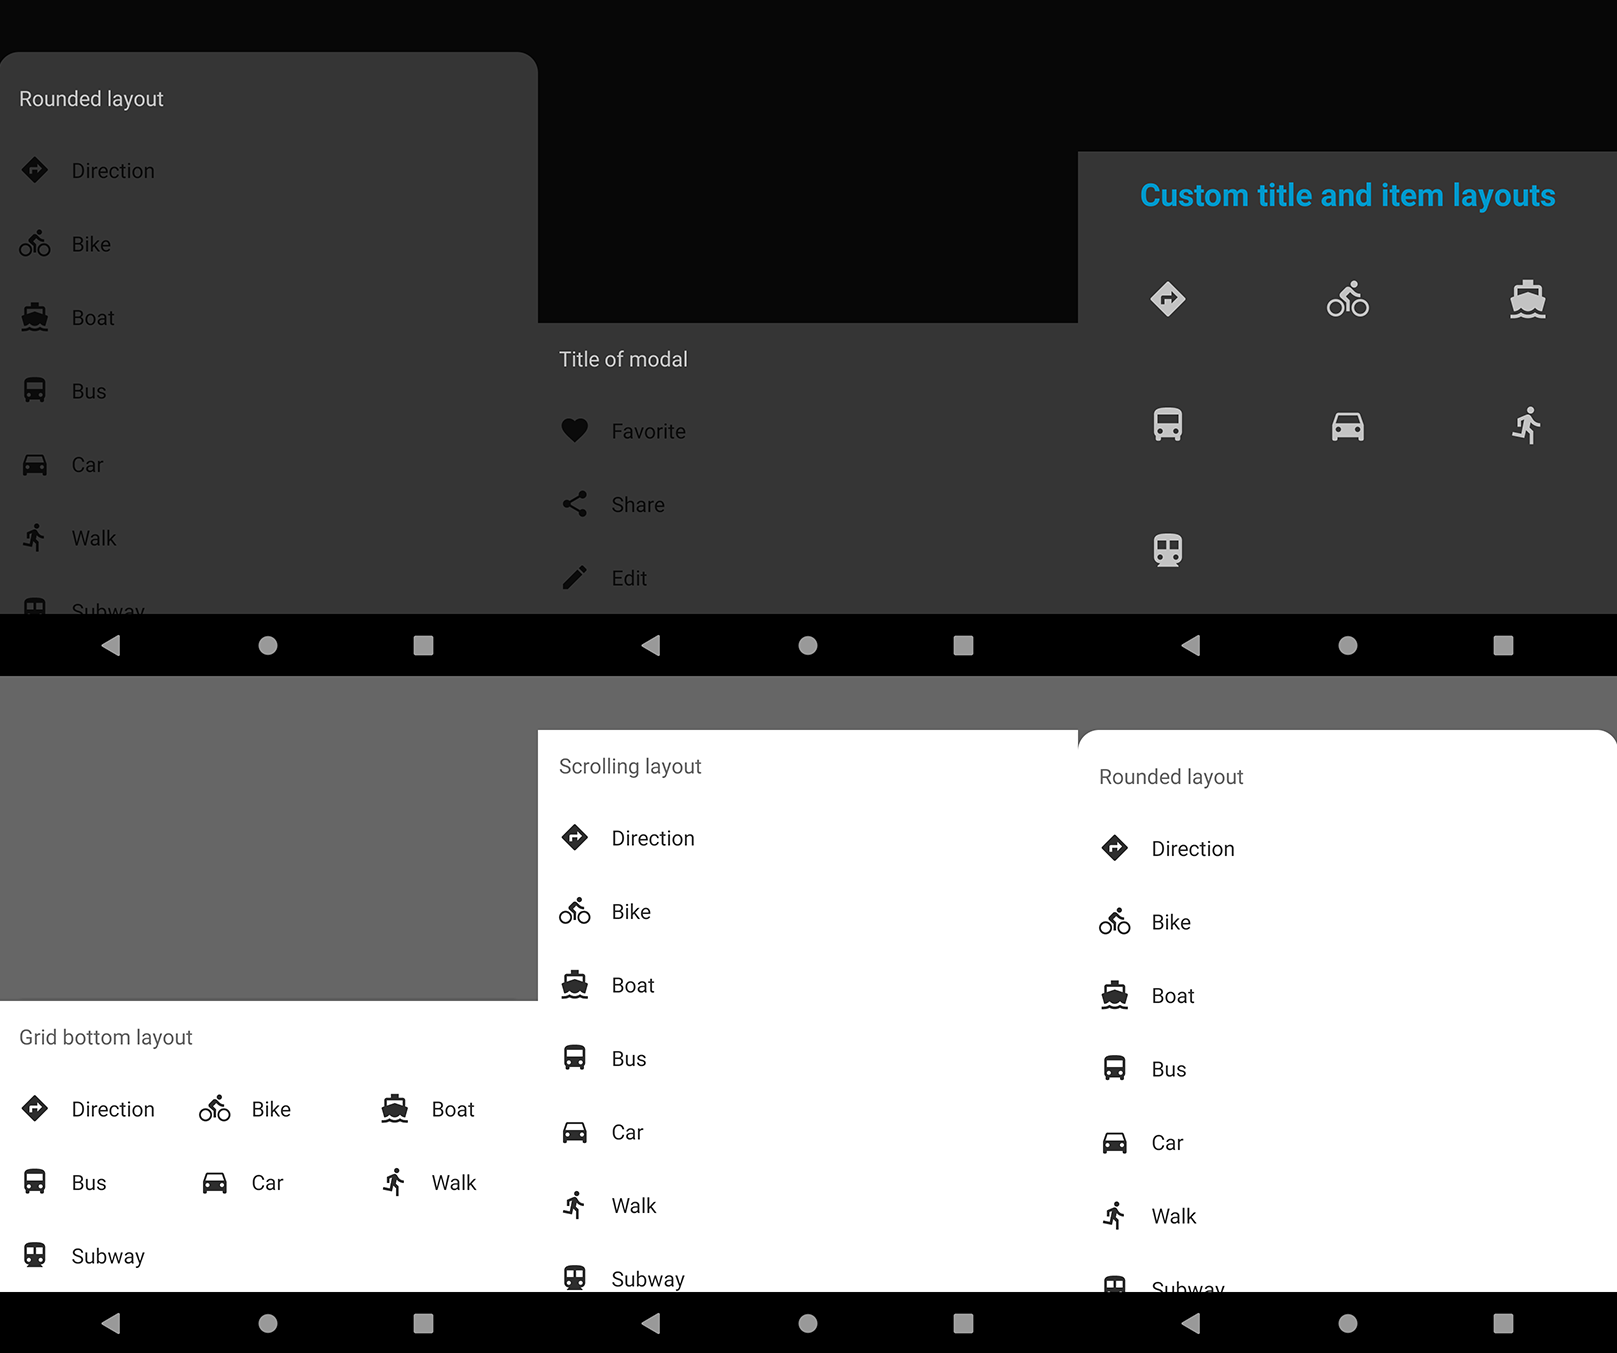 Rounded layout
Direction
Bike
Boat
Bus
Car
Walk
Subway
Title of modal
Favorite
Share
Edit
Custom title and item layouts
Grid bottom layout
Direction
Bike
Boat
Bus
Car
Walk
Subway
Scrolling layout
Direction
Bike
Boat
Bus
Car
Walk
Subway
Rounded layout
Direction
Bike
Boat
Bus
Car
Walk
Subway